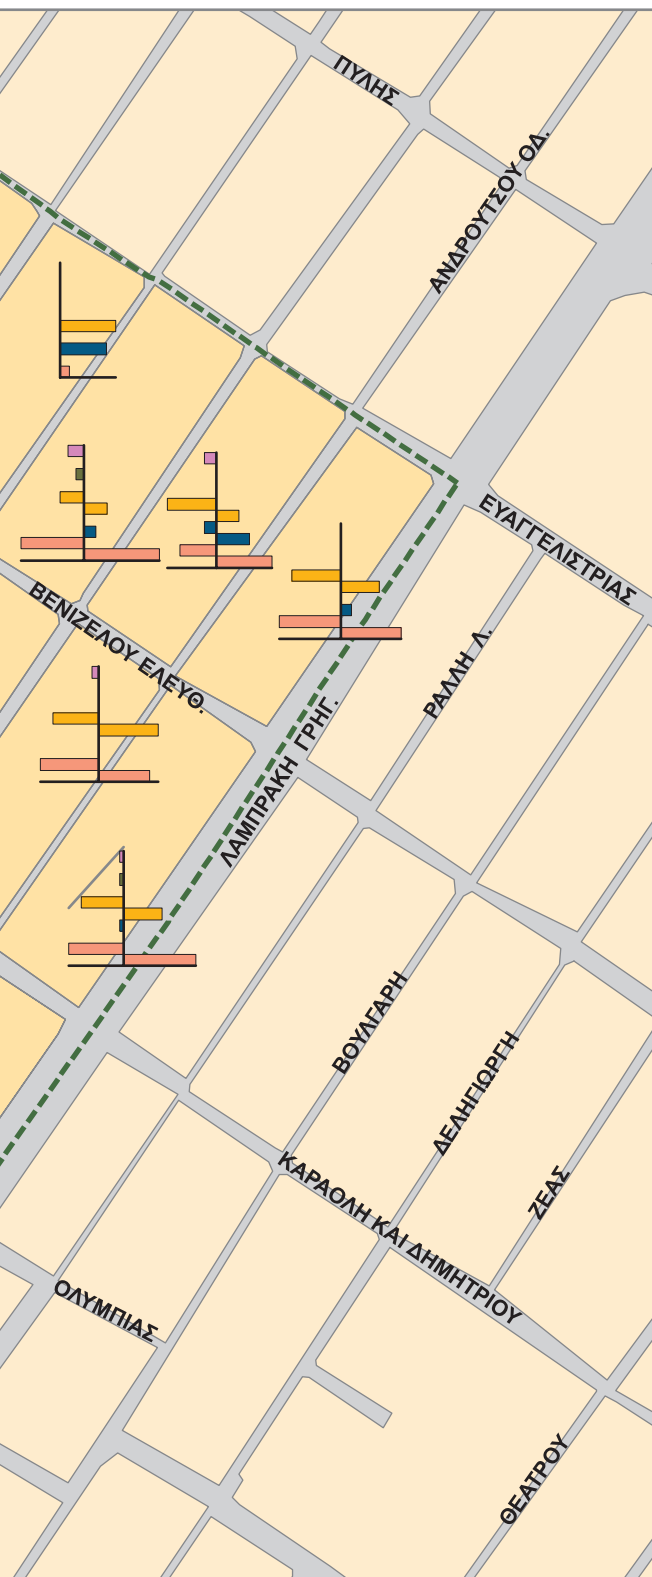 ΠΥΛΗΣ
ΑΝΔΡΟΥΤΣΟΥ ΟΔ.
ΕΥΑΓΓΕΛΙΣΤΡΙΑΣ
ΒΕΝΙΖΕΛΟΥ ΕΛΕΥΘ.
ΡΑΛΛΗ Λ.
ΛΑΜΠΡΑΚΗ ΓΡΗΓ.
ΒΟΥΛΓΑΡΗ
ΔΕΛΗΓΙΩΡΓΗ
ΖΕΑΣ
ΚΑΡΑΟΛΗ ΚΑΙ ΔΗΜΗΤΡΙΟΥ
ΟΛΥΜΠΙΑΣ
ΘΕΑΤΡΟΥ